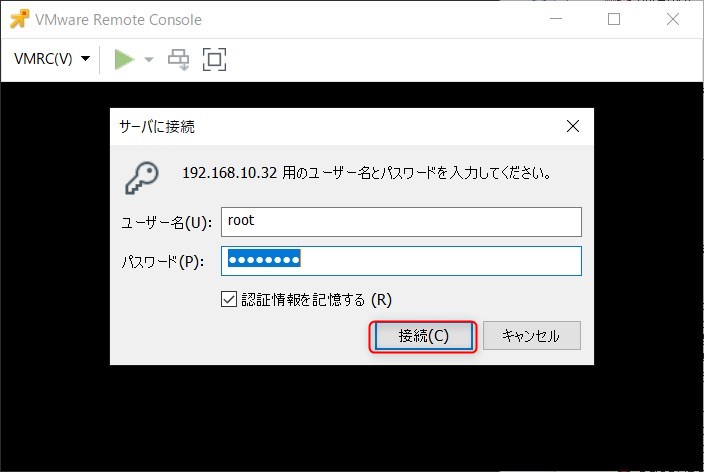 VMware Remote Console
VMRC(V)
サーバに接続
192.168.10.32 用のユーザー名とパスワードを入力してください。
ユーザー名(U): root
パスワード(P): ●●●●●●●●
認証情報を記憶する (R)
接続(C) キャンセル